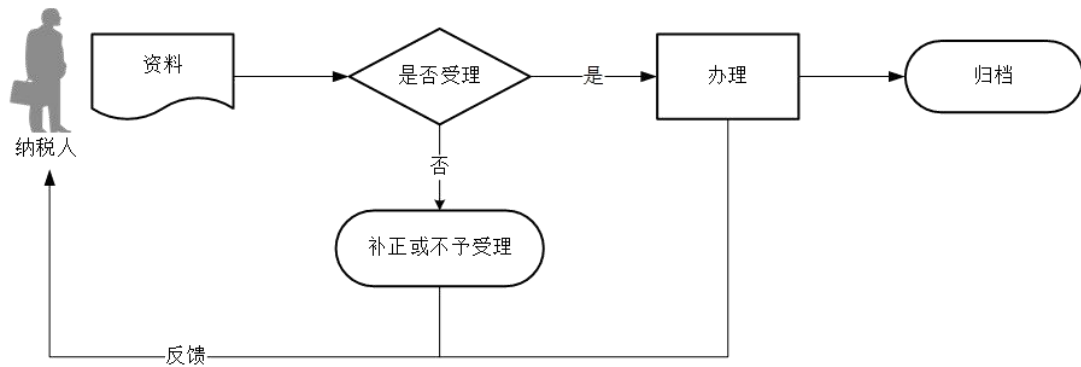 纳税人
资料
是否受理
是
办理
归档
否
补正或不予受理
反馈